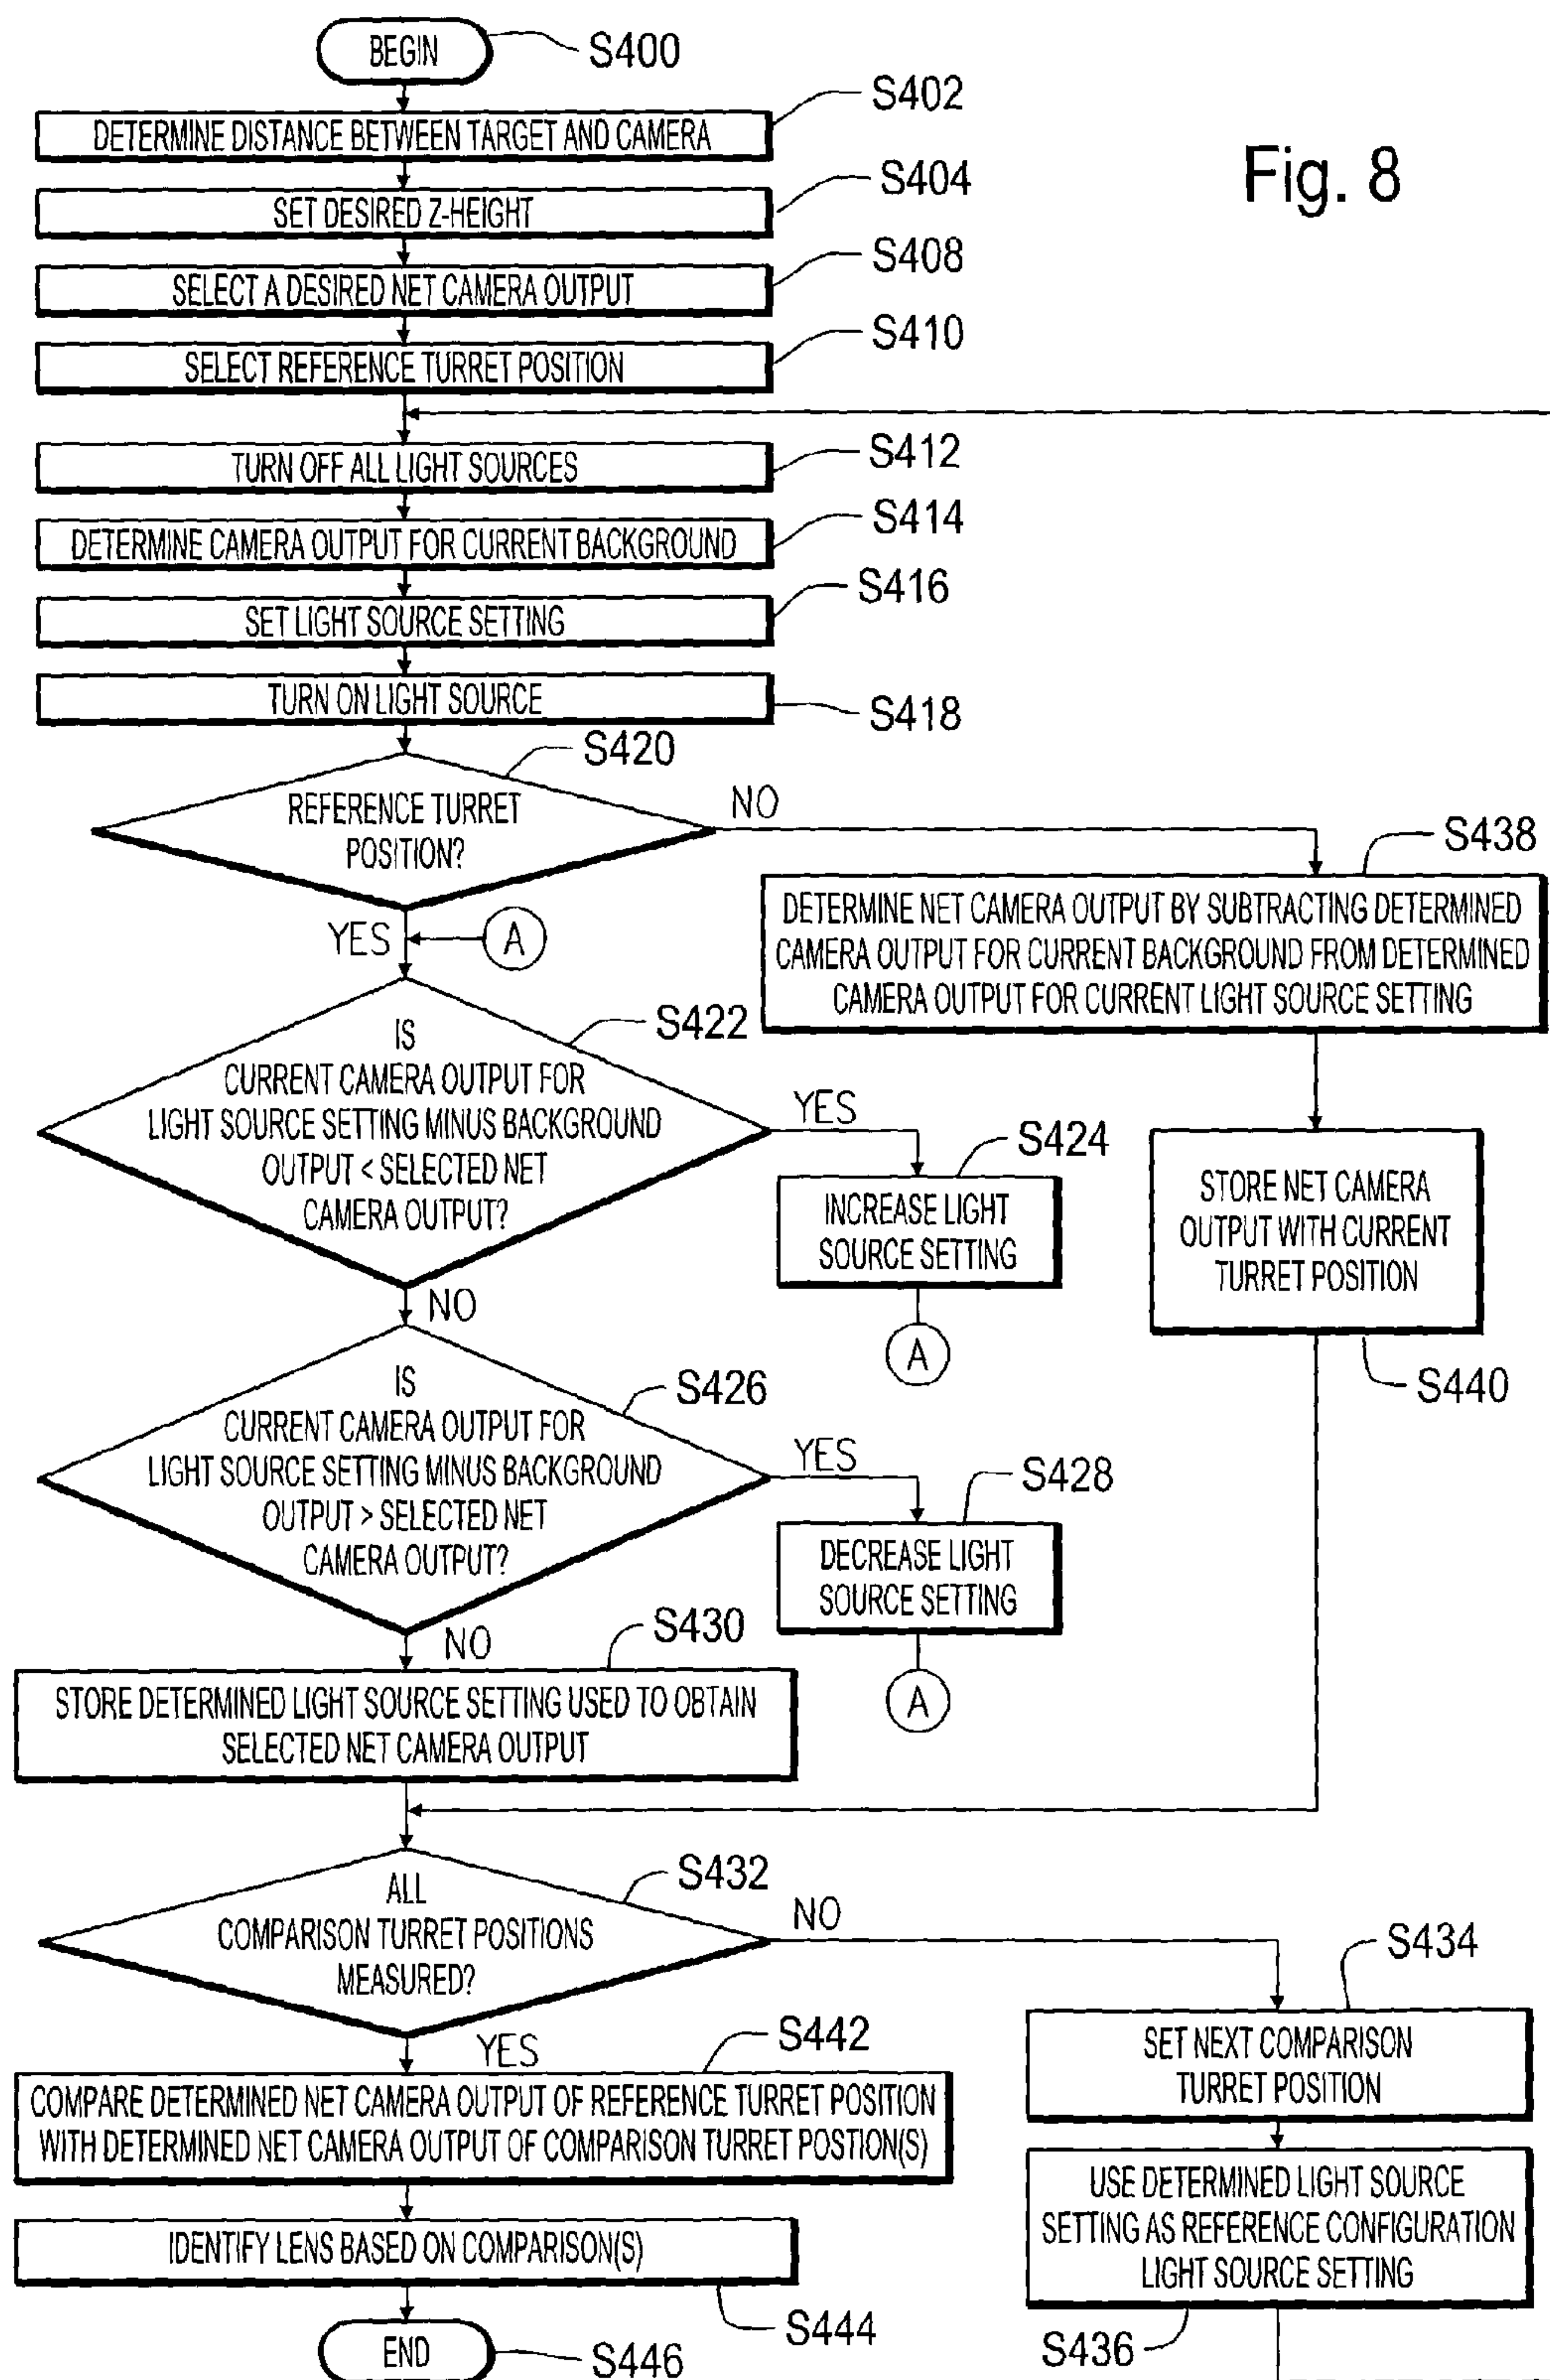 BEGIN
S400
DETERMINE DISTANCE BETWEEN TARGET AND CAMERA
S402
Fig. 8
SET DESIRED Z-HEIGHT
S404
SELECT A DESIRED NET CAMERA OUTPUT
S408
SELECT REFERENCE TURRET POSITION
S410
TURN OFF ALL LIGHT SOURCES
S412
DETERMINE CAMERA OUTPUT FOR CURRENT BACKGROUND
S414
SET LIGHT SOURCE SETTING
S416
TURN ON LIGHT SOURCE
S418
REFERENCE TURRET
POSITION?
S420
NO
YES
A
S438
DETERMINE NET CAMERA OUTPUT BY SUBTRACTING DETERMINED
CAMERA OUTPUT FOR CURRENT BACKGROUND FROM DETERMINED
CAMERA OUTPUT FOR CURRENT LIGHT SOURCE SETTING
IS
CURRENT CAMERA OUTPUT FOR
LIGHT SOURCE SETTING MINUS BACKGROUND
OUTPUT < SELECTED NET
CAMERA OUTPUT?
S422
YES
S424
INCREASE LIGHT
SOURCE SETTING
A
STORE NET CAMERA
OUTPUT WITH CURRENT
TURRET POSITION
S440
NO
IS
CURRENT CAMERA OUTPUT FOR
LIGHT SOURCE SETTING MINUS BACKGROUND
OUTPUT > SELECTED NET
CAMERA OUTPUT?
S426
YES
S428
DECREASE LIGHT
SOURCE SETTING
A
NO
S430
STORE DETERMINED LIGHT SOURCE SETTING USED TO OBTAIN
SELECTED NET CAMERA OUTPUT
ALL
COMPARISON TURRET POSITIONS
MEASURED?
S432
NO
S434
SET NEXT COMPARISON
TURRET POSITION
USE DETERMINED LIGHT SOURCE
SETTING AS REFERENCE CONFIGURATION
LIGHT SOURCE SETTING
S436
YES
S442
COMPARE DETERMINED NET CAMERA OUTPUT OF REFERENCE TURRET POSITION
WITH DETERMINED NET CAMERA OUTPUT OF COMPARISON TURRET POSTION(S)
IDENTIFY LENS BASED ON COMPARISON(S)
S444
END
S446